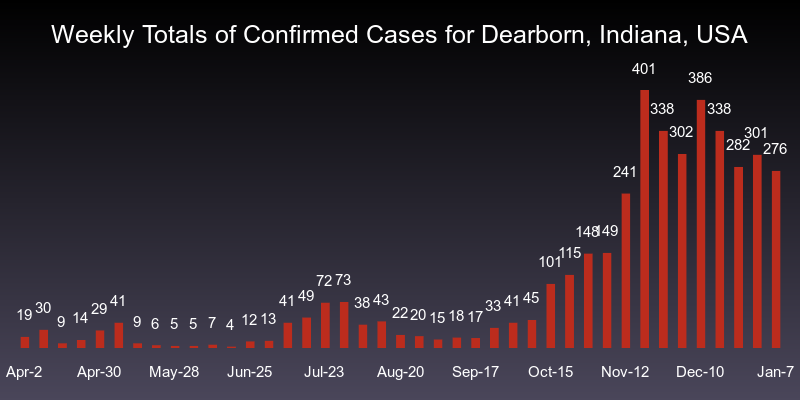 Weekly Totals of Confirmed Cases for Dearborn, Indiana, USA
19 30 9 14 29 41 9 6 5 5 7 4 12 13 41 49 72 73 38 43 22 20 15 18 17 33 41 45 101 115 148 149 241 401 338 302 386 338 282 301 276
Apr-2 Apr-30 May-28 Jun-25 Jul-23 Aug-20 Sep-17 Oct-15 Nov-12 Dec-10 Jan-7